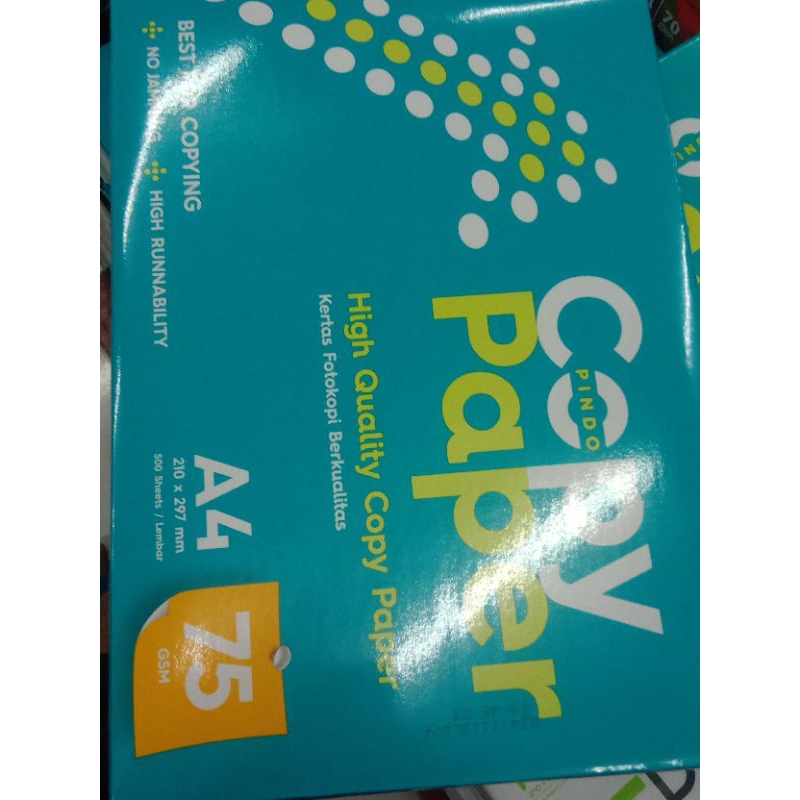 Copy
PINDO
Paper
High Quality Copy Paper
Kertas Fotokopi Berkualitas
BEST FOR COPYING
NO JAMMING HIGH RUNNABILITY
A4
210 x 297 mm
500 Sheets / Lembar
75
GSM
70